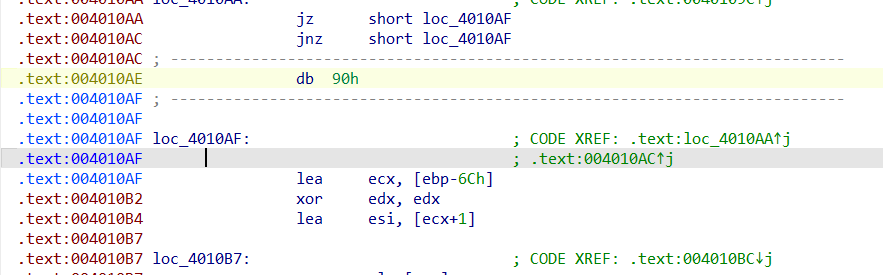 .text:004010AA loc_4010AA: ; CODE XREF: .text:0040109C↑j
.text:004010AA jz short loc_4010AF
.text:004010AC jnz short loc_4010AF
.text:004010AC ; ---------------------------------------------------------------------------
.text:004010AE db 90h
.text:004010AF ; ---------------------------------------------------------------------------
.text:004010AF
.text:004010AF loc_4010AF: ; CODE XREF: .text:loc_4010AA↑j
.text:004010AF ; .text:004010AC↑j
.text:004010AF lea ecx, [ebp-6Ch]
.text:004010B2 xor edx, edx
.text:004010B4 lea esi, [ecx+1]
.text:004010B7
.text:004010B7 loc_4010B7: ; CODE XREF: .text:004010BC↓j